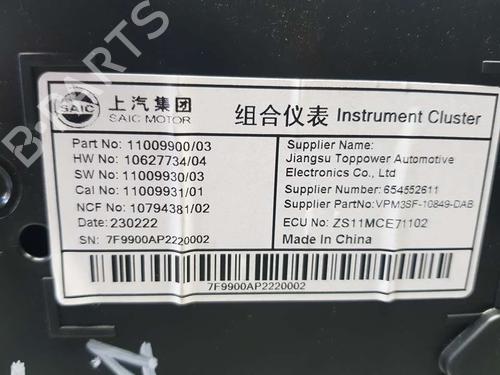 SAIC
上汽集团
SAIC MOTOR
组合仪表 Instrument Cluster
Part No: 11009900/03
HW No: 10627734/04
SW No: 11009930/03
Cal No: 11009931/01
NCF No: 10794381/02
Date: 230222
SN: 7F9900AP2220002
Supplier Name:
Jiangsu Toppower Automotive
Electronics Co., Ltd
Supplier Number: 654552611
Supplier Part No: VPM3SF-10849-DAB
ECU No: ZS11MCE71102
Made In China
7F9900AP2220002
B-PARTS